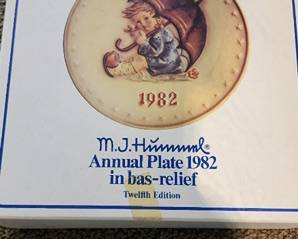 1982
M.J.Hummel®
Annual Plate 1982
in bas-relief
Twelfth Edition